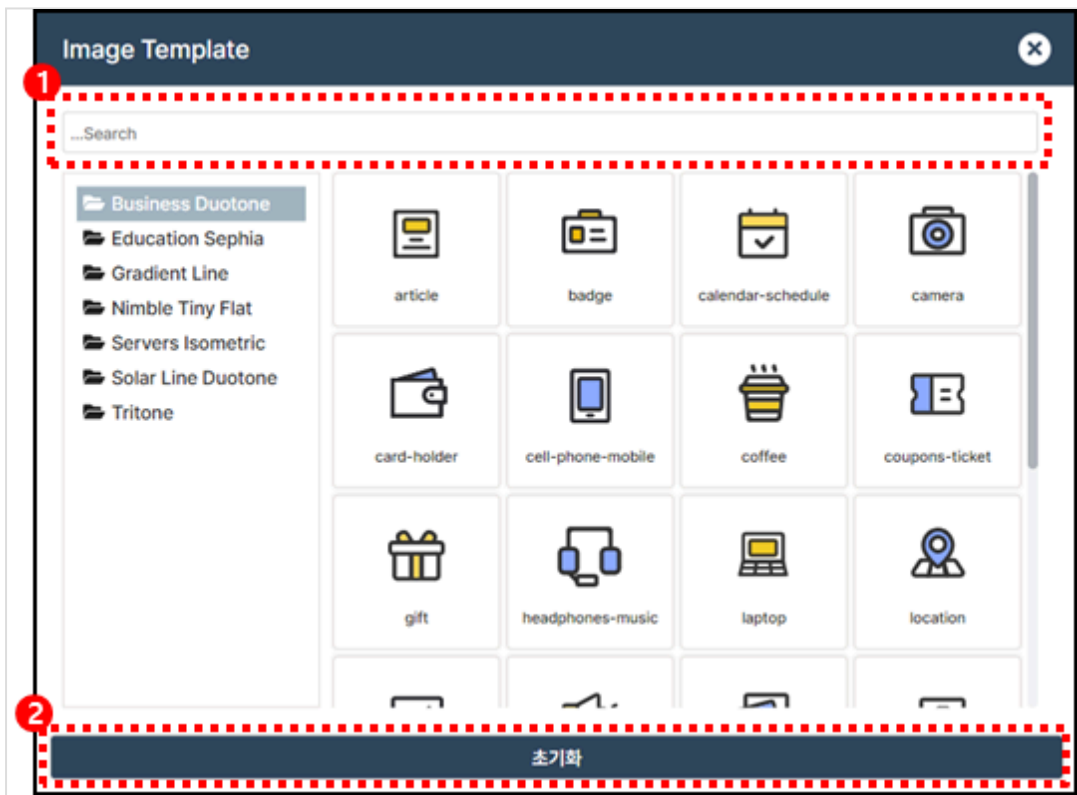 Image Template
1
...Search
Business Duotone
Education Sephia
Gradient Line
Nimble Tiny Flat
Servers Isometric
Solar Line Duotone
Tritone
article
badge
calendar-schedule
camera
card-holder
cell-phone-mobile
coffee
coupons-ticket
gift
headphones-music
laptop
location
2
초기화